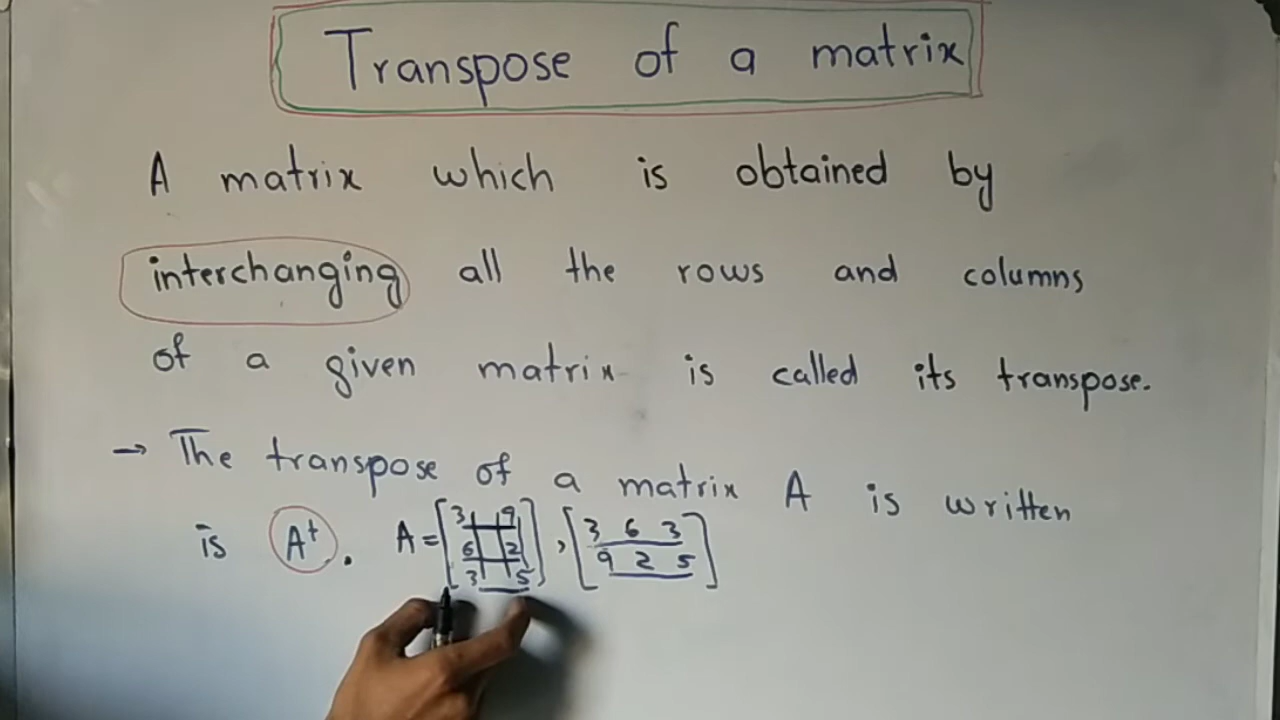 Transpose of a matrix
A matrix which is obtained by
interchanging all the rows and columns
of a given matrix is called its transpose.
→ The transpose of a matrix A is written
is Aᵗ. A = [3 9 6 2 3 5], [3 6 3 9 2 5]